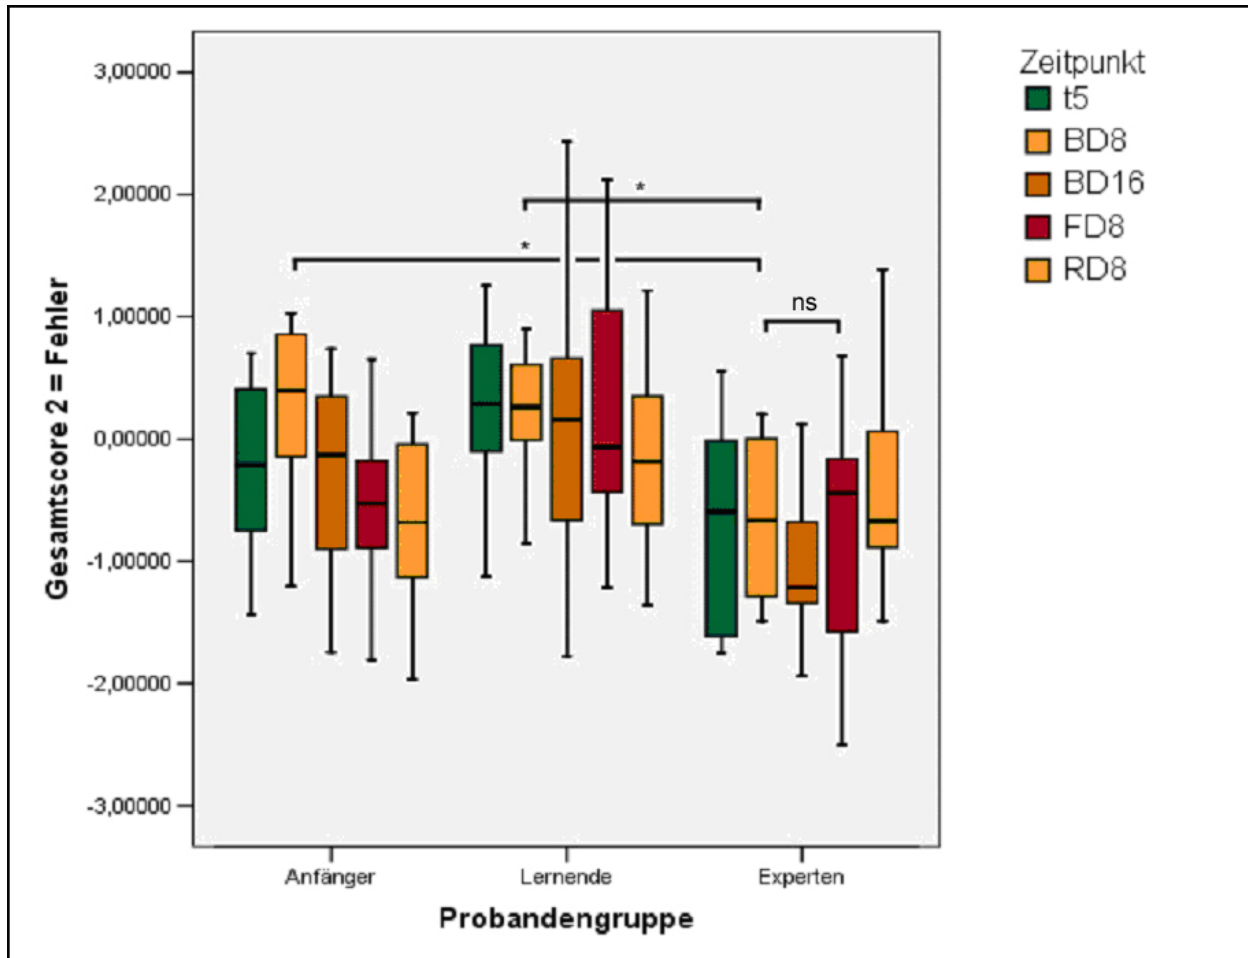 Zeitpunkt
t5
BD8
BD16
FD8
RD8
Gesamtscore 2 = Fehler
3,00000
2,00000
1,00000
0,00000
-1,00000
-2,00000
-3,00000
*
*
ns
Anfänger
Lernende
Experten
Probandengruppe